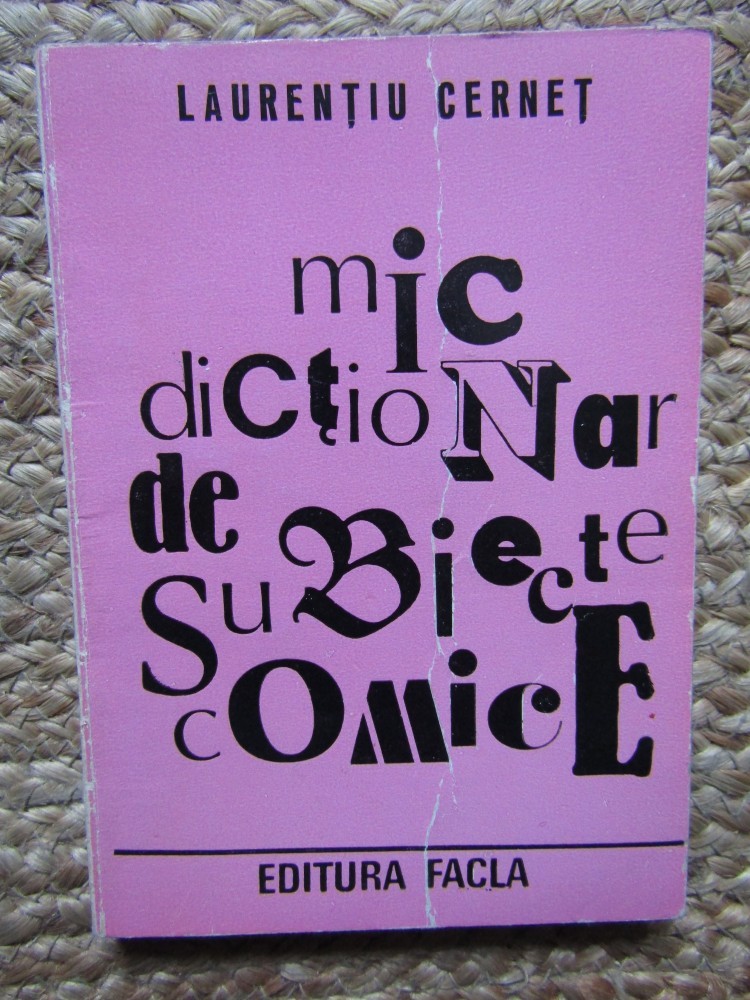 LAURENȚIU CERNEȚ
mic
dicționar
de
SuBiecte
comicE
EDITURA FACLA